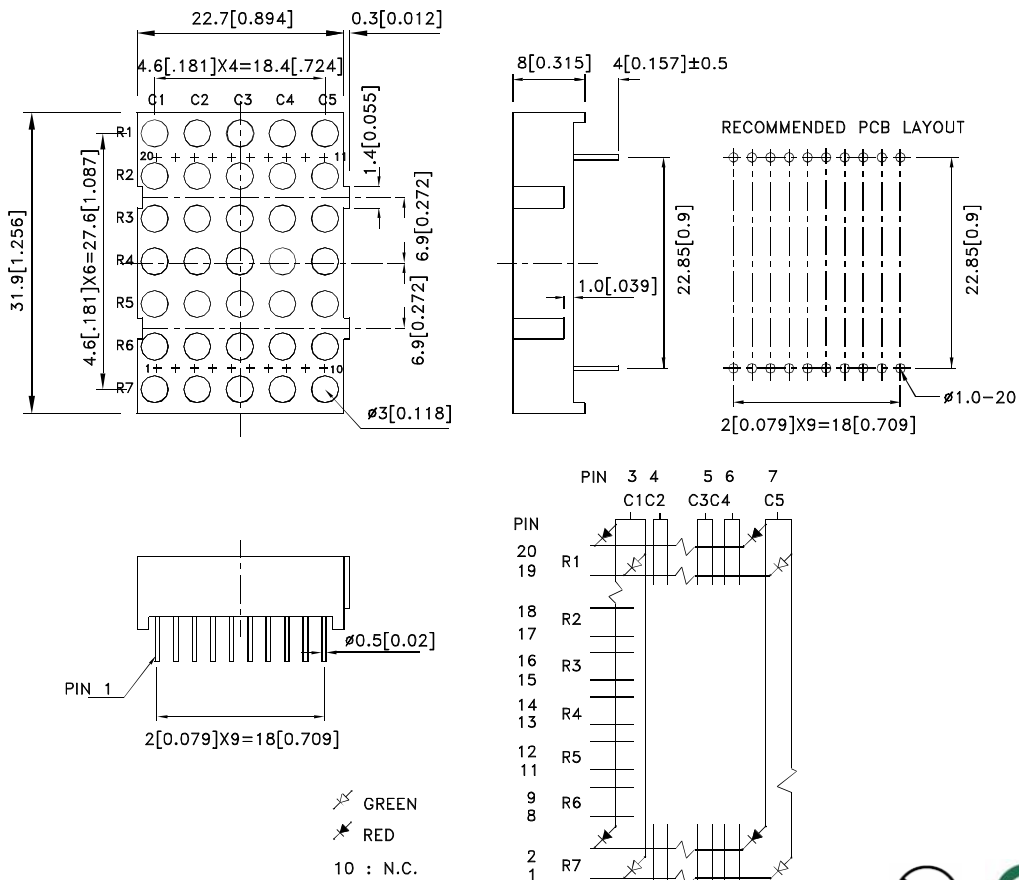 22.7[0.894]
0.3[0.012]
4.6[.181]X4=18.4[.724]
C1 C2 C3 C4 C5
R1
20 11
R2
R3
R4
R5
R6
1 10
R7
31.9[1.256]
4.6[.181]X6=27.6[1.087]
1.4[0.055]
6.9[0.272]
6.9[0.272]
ø3[0.118]
8[0.315]
4[0.157]±0.5
1.0[.039]
22.85[0.9]
RECOMMENDED PCB LAYOUT
22.85[0.9]
ø1.0-20
2[0.079]X9=18[0.709]
PIN 1
ø0.5[0.02]
2[0.079]X9=18[0.709]
GREEN
RED
10 : N.C.
PIN 3 4 5 6 7
C1C2 C3C4 C5
PIN
20
R1
19
18
R2
17
16
R3
15
14
R4
13
12
R5
11
9
R6
8
2
R7
1